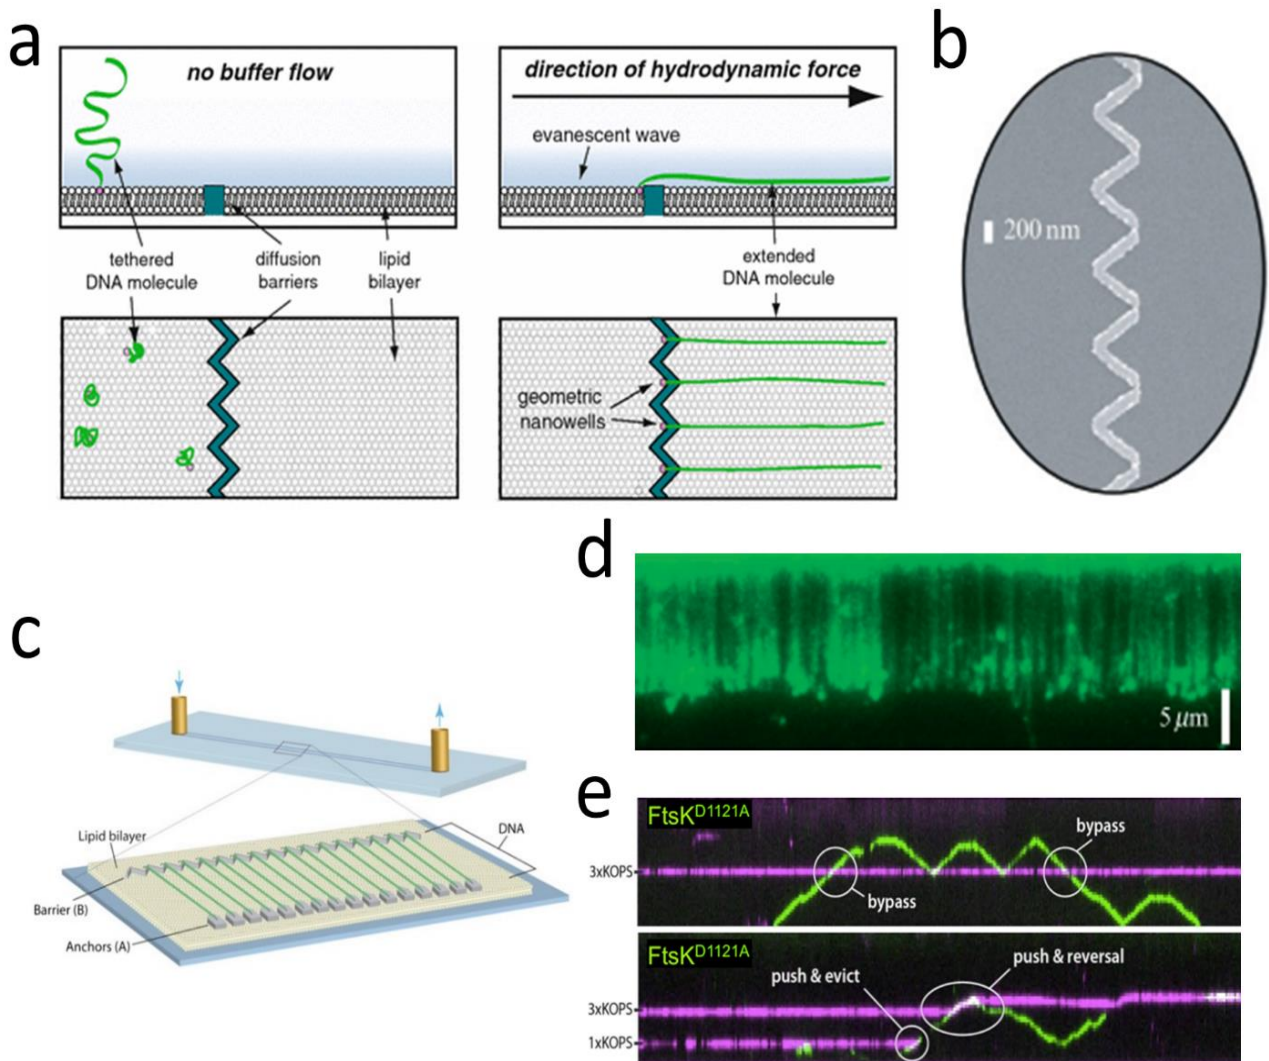 a
no buffer flow
direction of hydrodynamic force
evanescent wave
tethered
DNA molecule
diffusion
barriers
lipid
bilayer
extended
DNA molecule
geometric
nanowells
b
200 nm
c
Lipid bilayer
DNA
Barrier (B)
Anchors (A)
d
5 µm
e
FtsKD1121A
bypass
3xKOPS
bypass
FtsKD1121A
push & reversal
push & evict
3xKOPS
1xKOPS